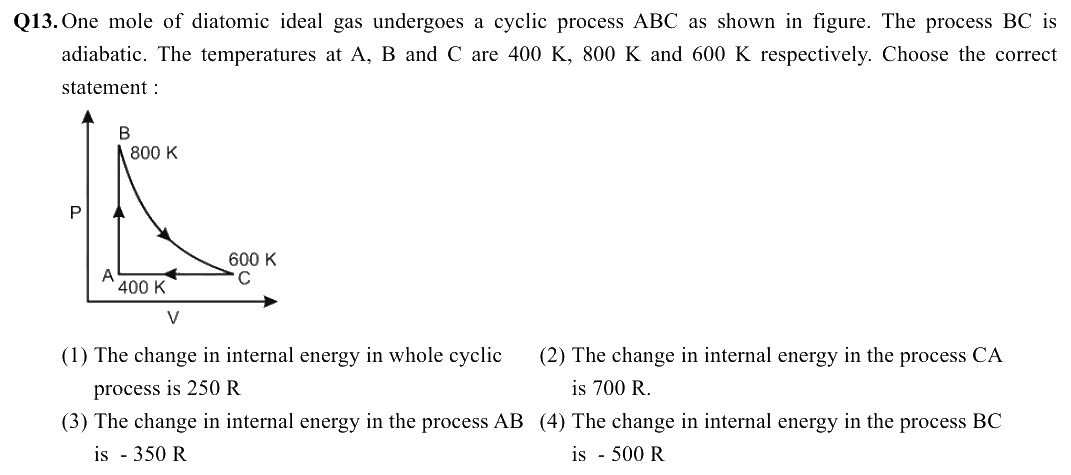 Q13. One mole of diatomic ideal gas undergoes a cyclic process ABC as shown in figure. The process BC is
adiabatic. The temperatures at A, B and C are 400 K, 800 K and 600 K respectively. Choose the correct
statement :
B
800 K
P
600 K
A
C
400 K
V
(1) The change in internal energy in whole cyclic
process is 250 R
(2) The change in internal energy in the process CA
is 700 R.
(3) The change in internal energy in the process AB
is - 350 R
(4) The change in internal energy in the process BC
is - 500 R